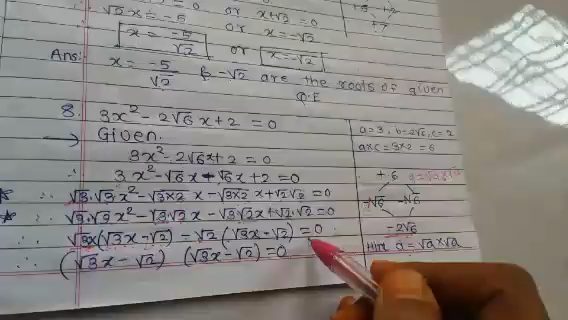 √2x = -5 or x+√2 = 0
x = -5/√2 or x = -√2
or x = -√2
Ans: x = -5/√2 & -√2 are the roots of given
Q.E
8. 3x² - 2√6 x + 2 = 0
→ Given.
3x² - 2√6x + 2 = 0
∴ 3x² - √6x - √6x + 2 = 0
∴ √3.√3x² - √3×2 x - √3×2 x + √2√2 = 0
∴ √3.√3x² - √3√3x - √3√2x + √2.√2 = 0
∴ √3x(√3x - √2) - √2(√3x - √2) = 0
∴ (√3x - √2) (√3x - √2) = 0
a = 3, b = 2√6, c = 2
a×c = 3×2 = 6
+6
-√6 -√6
-2√6
Hint a = √a×√a